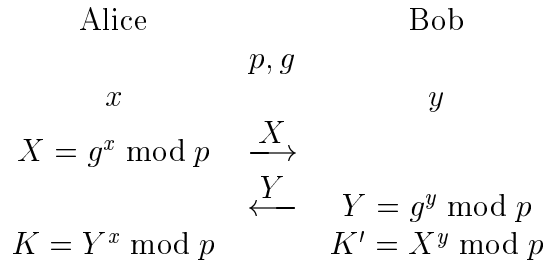 Alice Bob
p, g
x y
X = g^x mod p X→
Y← Y = g^y mod p
K = Y^x mod p K′ = X^y mod p